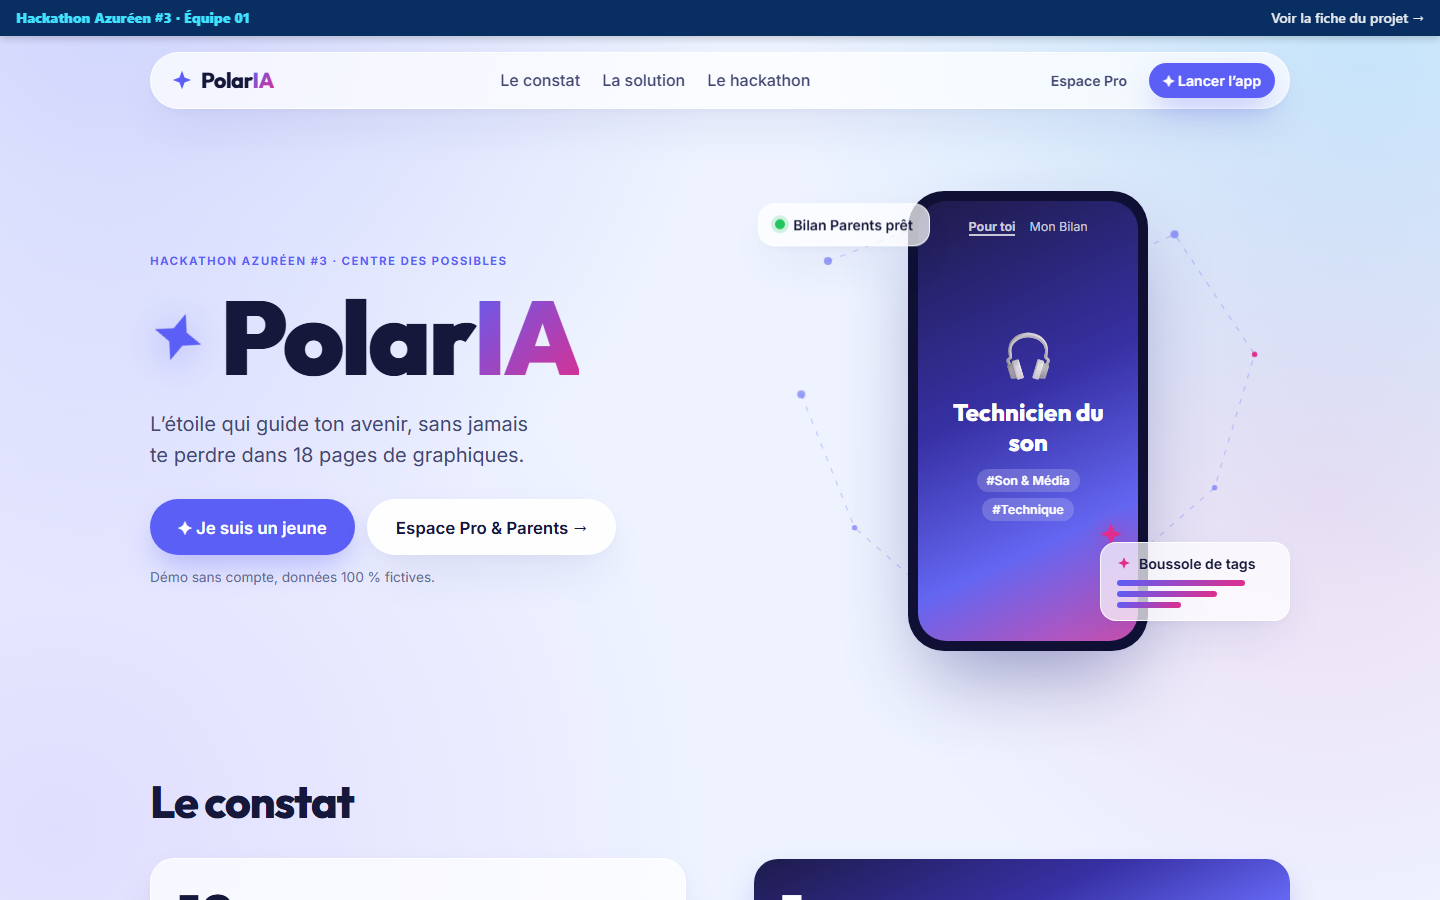 Hackathon Azuréen #3 · Équipe 01
Voir la fiche du projet →
PolarIA
Le constat
La solution
Le hackathon
Espace Pro
Lancer l’app
Bilan Parents prêt
Pour toi
Mon Bilan
HACKATHON AZURÉEN #3 · CENTRE DES POSSIBLES
PolarIA
L’étoile qui guide ton avenir, sans jamais
te perdre dans 18 pages de graphiques.
Je suis un jeune
Espace Pro & Parents →
Démo sans compte, données 100 % fictives.
Technicien du
son
#Son & Média
#Technique
Boussole de tags
Le constat